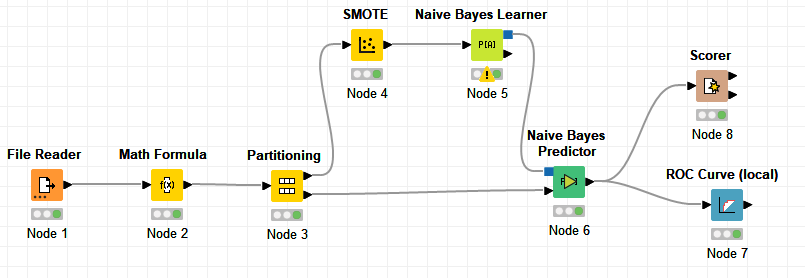 SMOTE
Naive Bayes Learner
P[A]
Node 4
Node 5
Scorer
Node 8
File Reader
Math Formula
Partitioning
Naive Bayes
Predictor
f(x)
ROC Curve (local)
Node 1
Node 2
Node 3
Node 6
Node 7